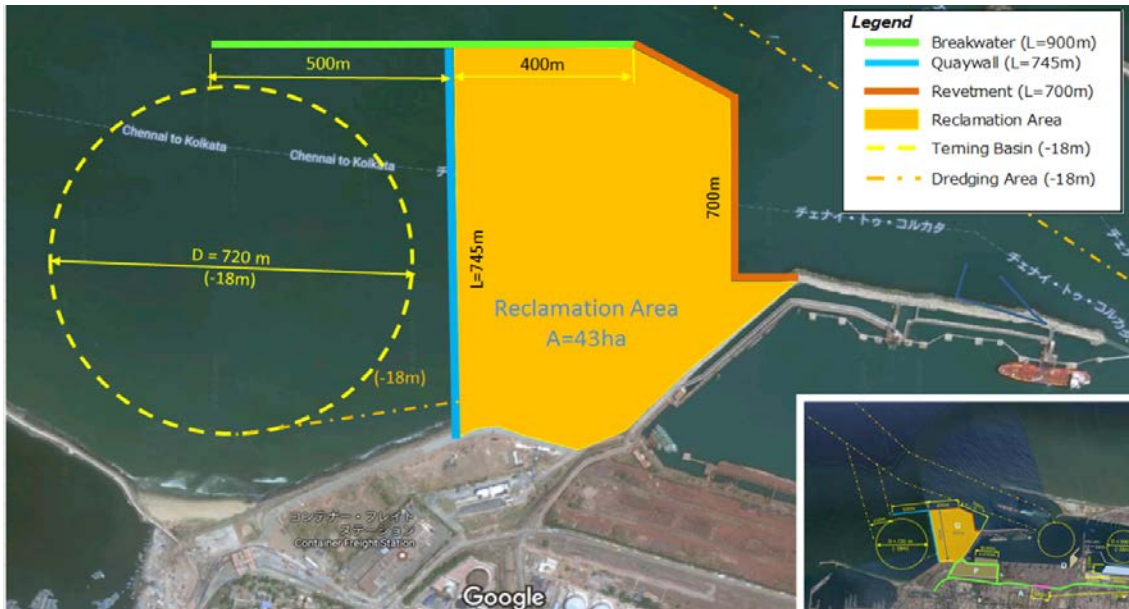 Legend
Breakwater (L=900m)
Quaywall (L=745m)
Revetment (L=700m)
Reclamation Area
Terning Basin (-18m)
Dredging Area (-18m)
500m
400m
Chennai to Kolkata
Chennai to Kolkata
チ
700m
チェナイ・トゥ・コルカタ
チェナイ・トゥ・コルカタ
D = 720 m
(-18m)
L=745m
Reclamation Area
A=43ha
(-18m)
コンテナー・フレイト
ステーション
Container Freight Station
Google
G
P
A